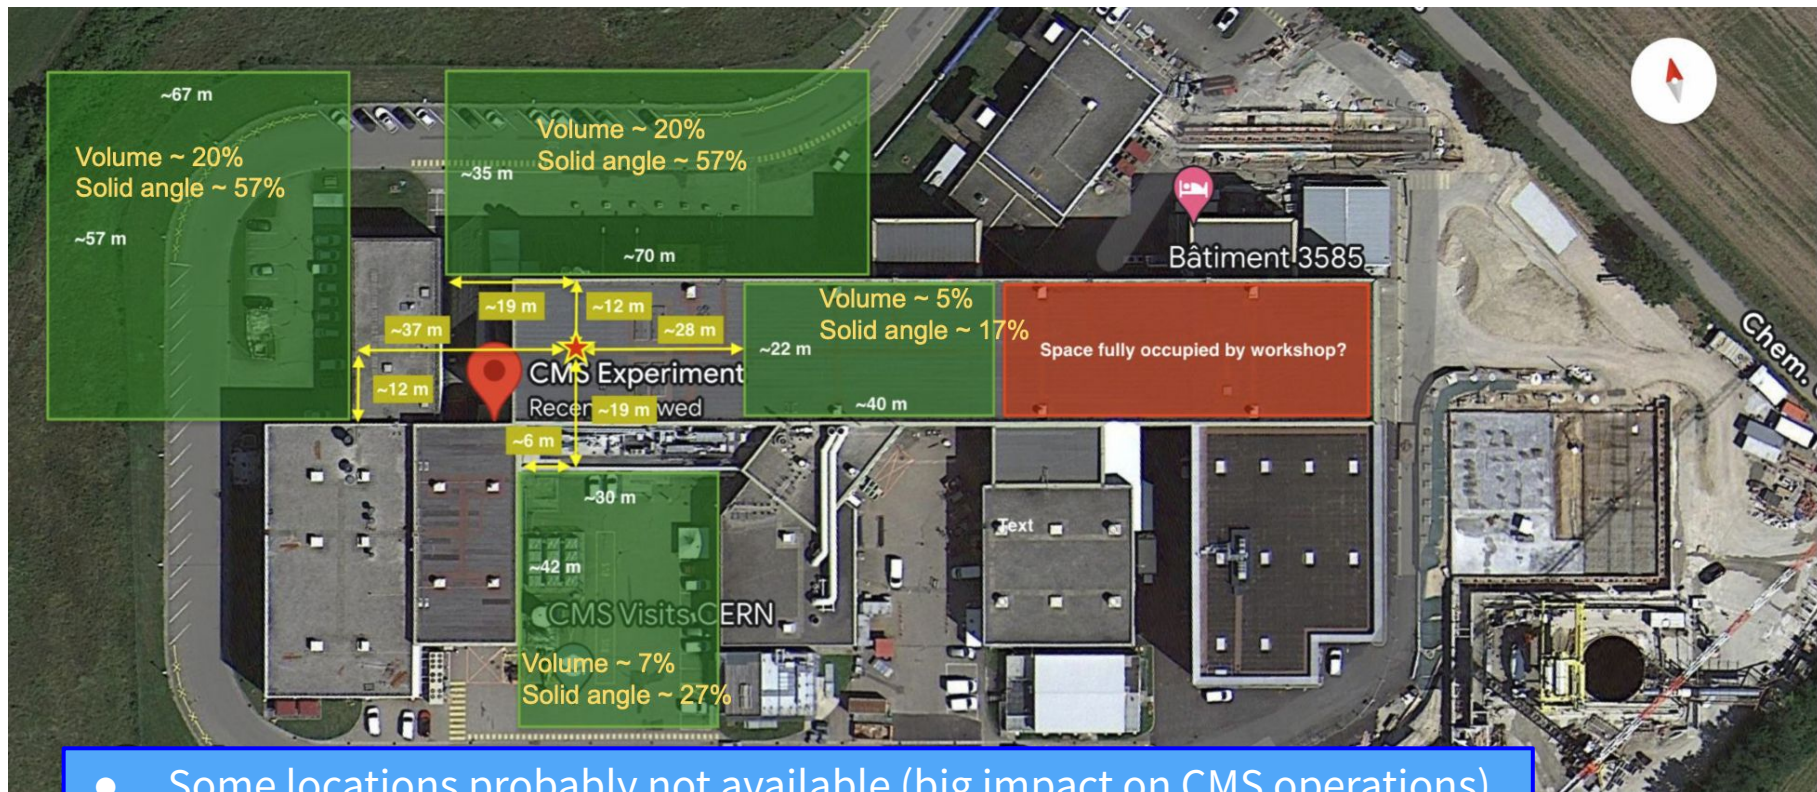 ~67 m
Volume ~ 20%
Solid angle ~ 57%
~57 m
Volume ~ 20%
Solid angle ~ 57%
~35 m
~70 m
Bâtiment 3585
~19 m
~12 m
~37 m
~28 m
~12 m
Volume ~ 5%
Solid angle ~ 17%
~22 m
~40 m
Space fully occupied by workshop?
Chem.
CMS Experiment
~19 m
~6 m
~30 m
~42 m
CMS Visits CERN
Volume ~ 7%
Solid angle ~ 27%
Text
● Some locations probably not available (big impact on CMS operations)